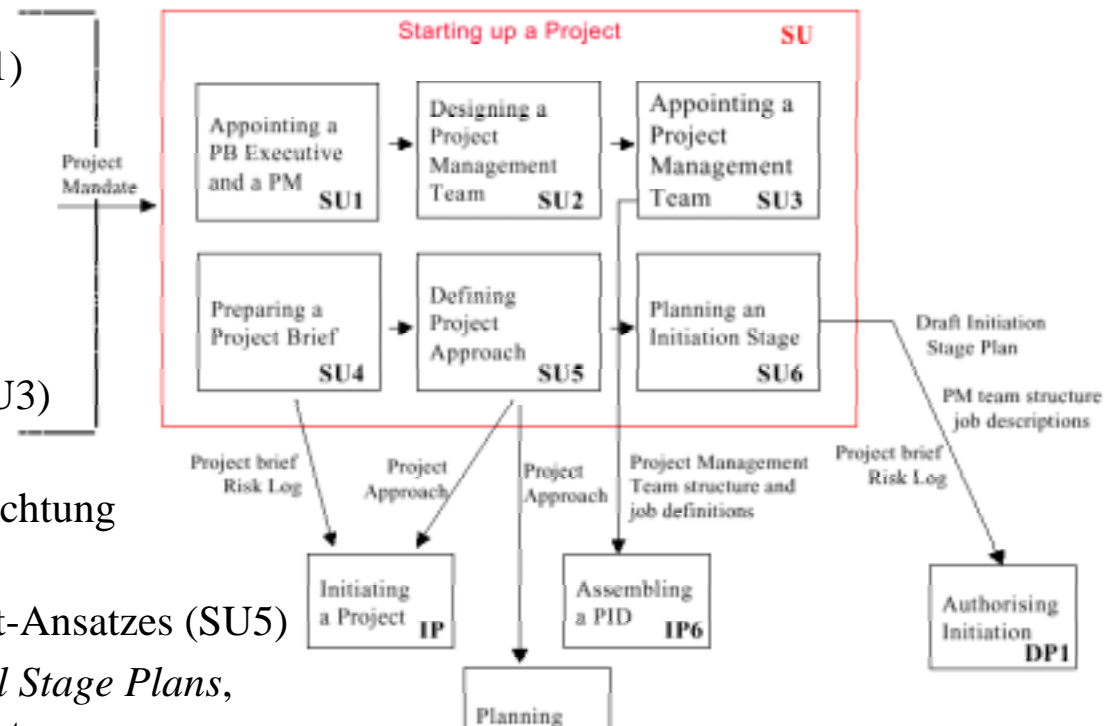 Starting up a Project SU
1)
Project
Mandate
Appointing a
PB Executive
and a PM
SU1
Designing a
Project
Management
Team SU2
Appointing a
Project
Management
Team SU3
Preparing a
Project Brief
SU4
Defining
Project
Approach
SU5
Planning an
Initiation Stage
SU6
U3)
Draft Initiation
Stage Plan
PM team structure
job descriptions
Project brief
Risk Log
Project brief
Risk Log
Project
Approach
Project
Approach
Project Management
Team structure and
job definitions
chtung
Initiating
a Project IP
Assembling
a PID IP6
Authorising
Initiation
DP1
t-Ansatzes (SU5)
l Stage Plans,
Planning